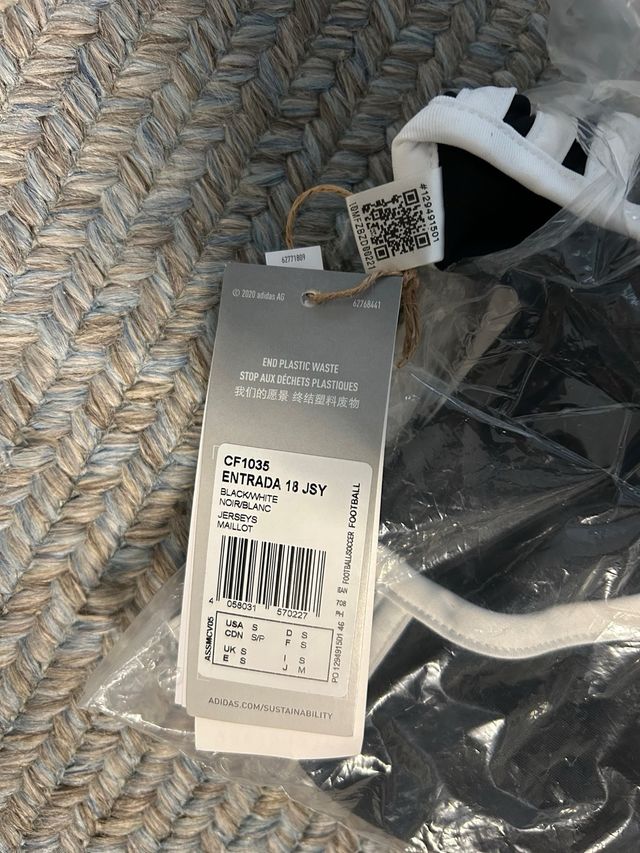 #129491501
62771809
© 2020 adidas AG
62768441
END PLASTIC WASTE
STOP AUX DÉCHETS PLASTIQUES
我们的愿景 终结塑料废物
CF1035
ENTRADA 18 JSY
BLACK/WHITE
NOIR/BLANC
JERSEYS
MAILLOT
FOOTBALL/SOCCER FOOTBALL
4 058031 570227
EAN
708
PH
ASSMCV05
USA S D S
CDN S/P F S
UK S I S
E S J M
PO 129491501 46
ADIDAS.COM/SUSTAINABILITY